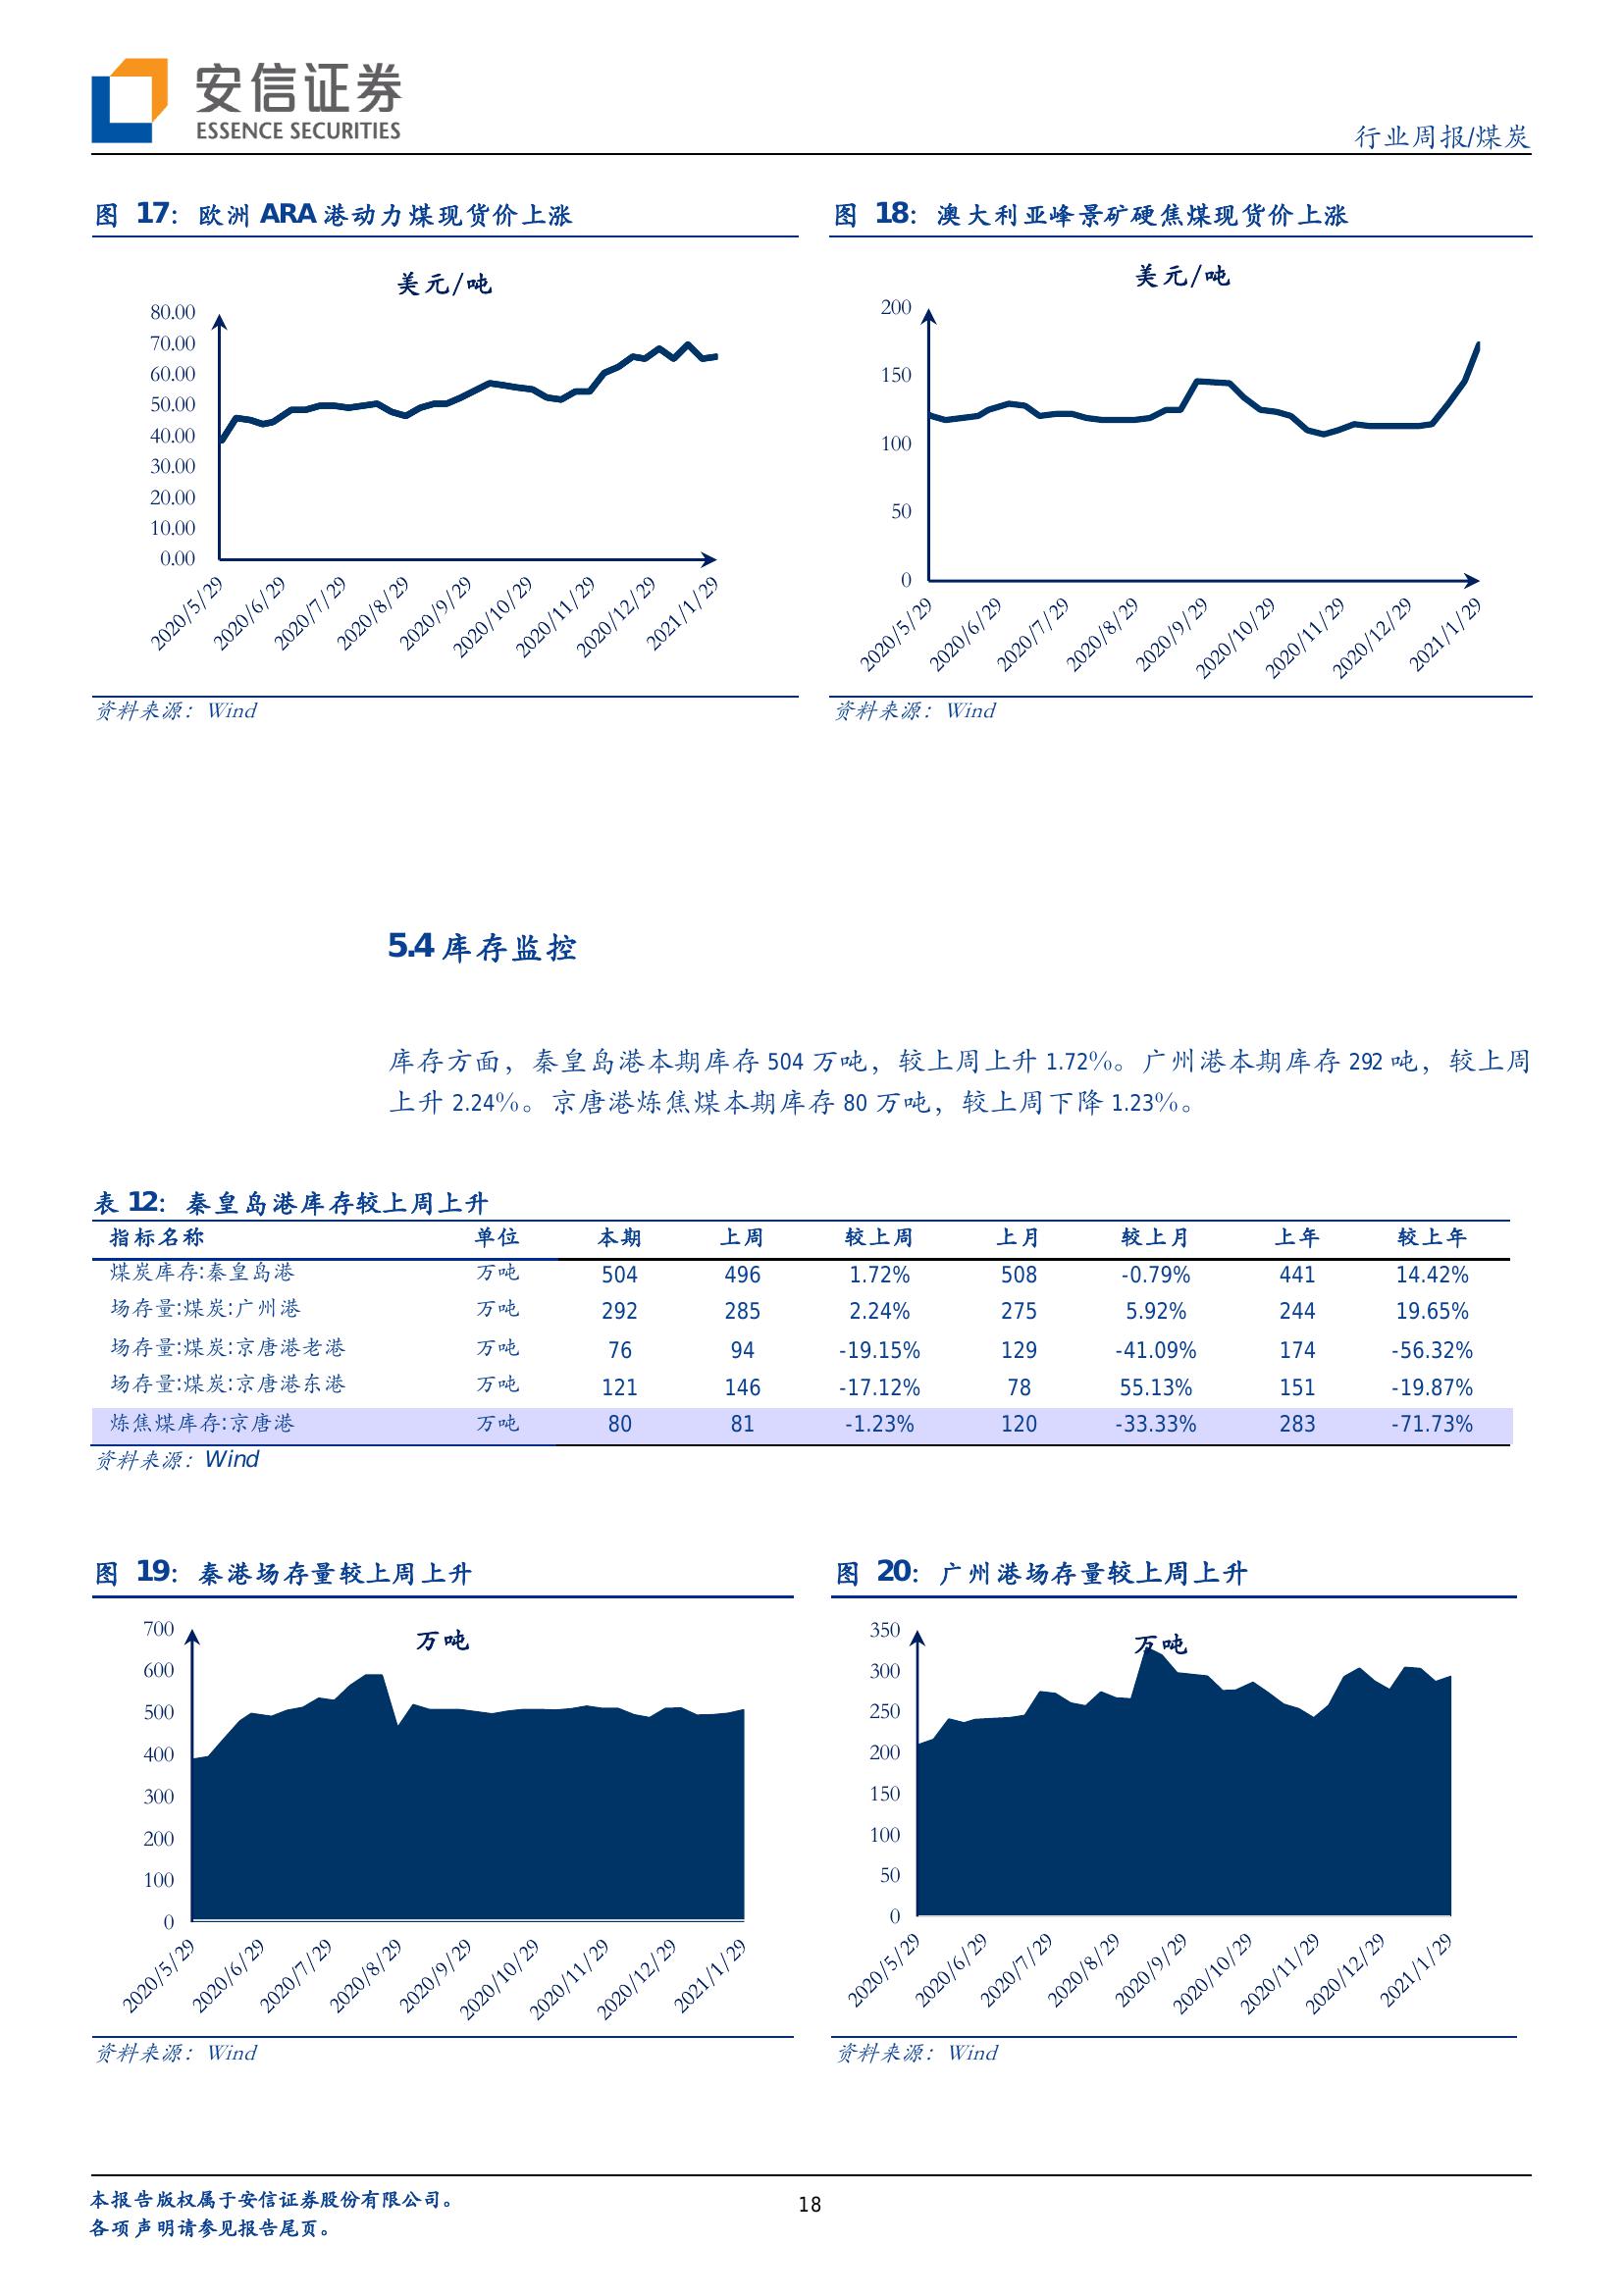 安信证券
ESSENCE SECURITIES
行业周报/煤炭
图 17：欧洲 ARA 港动力煤现货价上涨
美元/吨
80.00
70.00
60.00
50.00
40.00
30.00
20.00
10.00
0.00
2020/5/29
2020/6/29
2020/7/29
2020/8/29
2020/9/29
2020/10/29
2020/11/29
2020/12/29
2021/1/29
资料来源：Wind
图 18：澳大利亚峰景矿硬焦煤现货价上涨
美元/吨
200
150
100
50
0
2020/5/29
2020/6/29
2020/7/29
2020/8/29
2020/9/29
2020/10/29
2020/11/29
2020/12/29
2021/1/29
资料来源：Wind
5.4 库存监控
库存方面，秦皇岛港本期库存 504 万吨，较上周上升 1.72%。广州港本期库存 292 吨，较上周
上升 2.24%。京唐港炼焦煤本期库存 80 万吨，较上周下降 1.23%。
表 12：秦皇岛港库存较上周上升
指标名称 单位 本期 上周 较上周 上月 较上月 上年 较上年
煤炭库存:秦皇岛港 万吨 504 496 1.72% 508 -0.79% 441 14.42%
场存量:煤炭:广州港 万吨 292 285 2.24% 275 5.92% 244 19.65%
场存量:煤炭:京唐港老港 万吨 76 94 -19.15% 129 -41.09% 174 -56.32%
场存量:煤炭:京唐港东港 万吨 121 146 -17.12% 78 55.13% 151 -19.87%
炼焦煤库存:京唐港 万吨 80 81 -1.23% 120 -33.33% 283 -71.73%
资料来源：Wind
图 19：秦港场存量较上周上升
万吨
700
600
500
400
300
200
100
0
2020/5/29
2020/6/29
2020/7/29
2020/8/29
2020/9/29
2020/10/29
2020/11/29
2020/12/29
2021/1/29
资料来源：Wind
图 20：广州港场存量较上周上升
万吨
350
300
250
200
150
100
50
0
2020/5/29
2020/6/29
2020/7/29
2020/8/29
2020/9/29
2020/10/29
2020/11/29
2020/12/29
2021/1/29
资料来源：Wind
本报告版权属于安信证券股份有限公司。
各项声明请参见报告尾页。
18